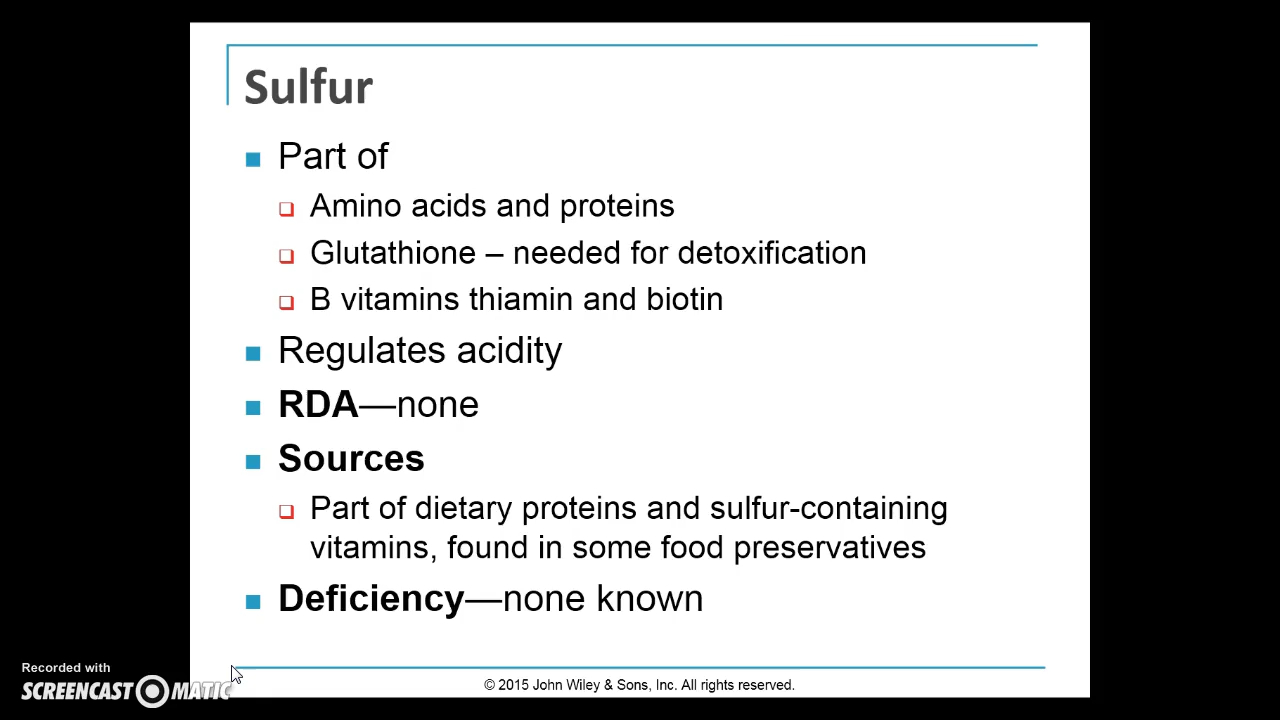 Sulfur
Part of
Amino acids and proteins
Glutathione – needed for detoxification
B vitamins thiamin and biotin
Regulates acidity
RDA—none
Sources
Part of dietary proteins and sulfur-containing
vitamins, found in some food preservatives
Deficiency—none known
© 2015 John Wiley & Sons, Inc. All rights reserved.
Recorded with
SCREENCAST MATIC